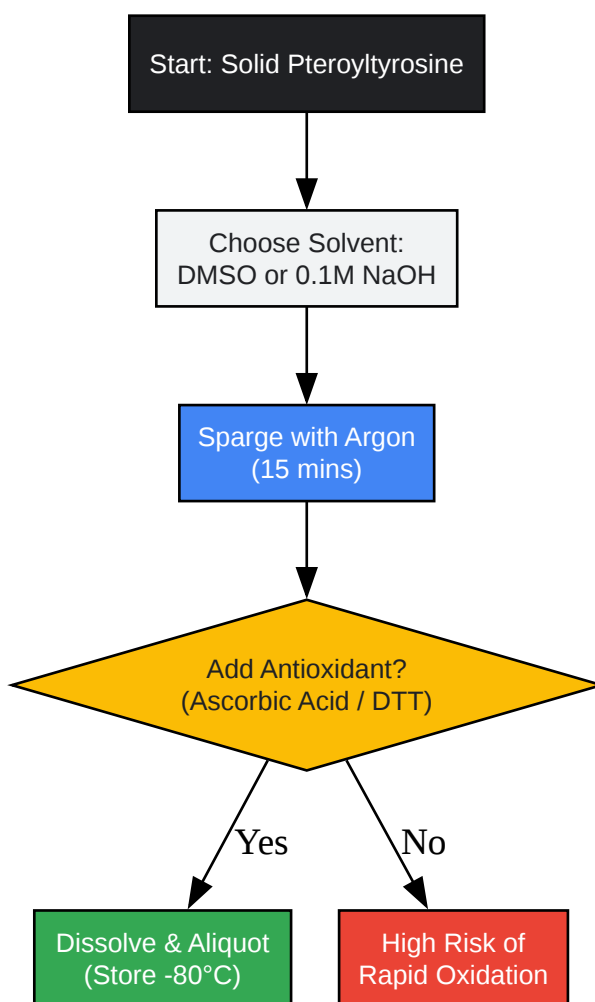 Start: Solid Pteroyltyrosine
Choose Solvent:
DMSO or 0.1M NaOH
Sparge with Argon
(15 mins)
Add Antioxidant?
(Ascorbic Acid / DTT)
Yes
No
Dissolve & Aliquot
(Store -80°C)
High Risk of
Rapid Oxidation